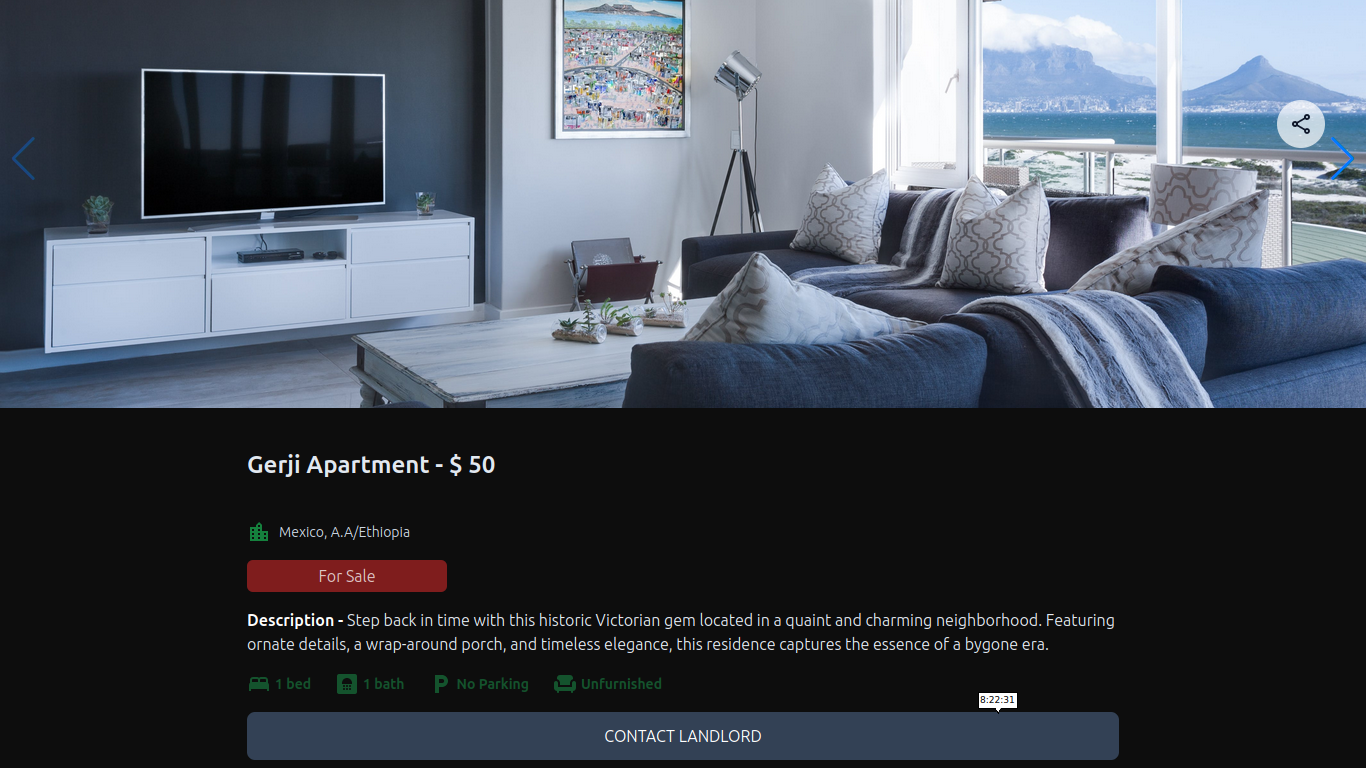 Gerji Apartment - $ 50
Mexico, A.A/Ethiopia
For Sale
Description - Step back in time with this historic Victorian gem located in a quaint and charming neighborhood. Featuring
ornate details, a wrap-around porch, and timeless elegance, this residence captures the essence of a bygone era.
1 bed 1 bath No Parking Unfurnished
8:22:31
CONTACT LANDLORD